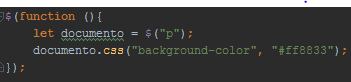 $(function (){
    let documento = $("p");
    documento.css("background-color", "#ff8833");
});